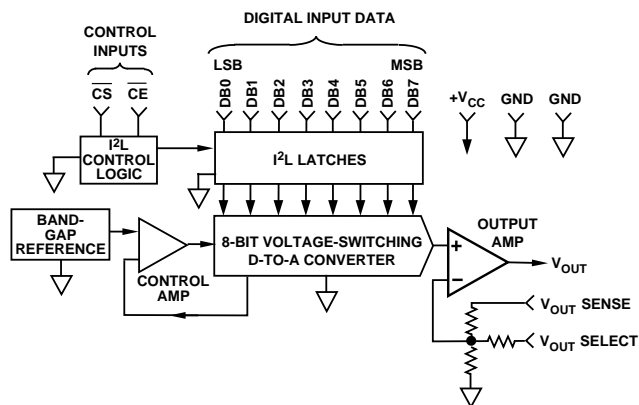 DIGITAL INPUT DATA
CONTROL
INPUTS
CS CE
LSB MSB
DB0 DB1 DB2 DB3 DB4 DB5 DB6 DB7
+VCC GND GND
I²L
CONTROL
LOGIC
I²L LATCHES
BAND-
GAP
REFERENCE
CONTROL
AMP
8-BIT VOLTAGE-SWITCHING
D-TO-A CONVERTER
OUTPUT
AMP
+
–
VOUT
VOUT SENSE
VOUT SELECT